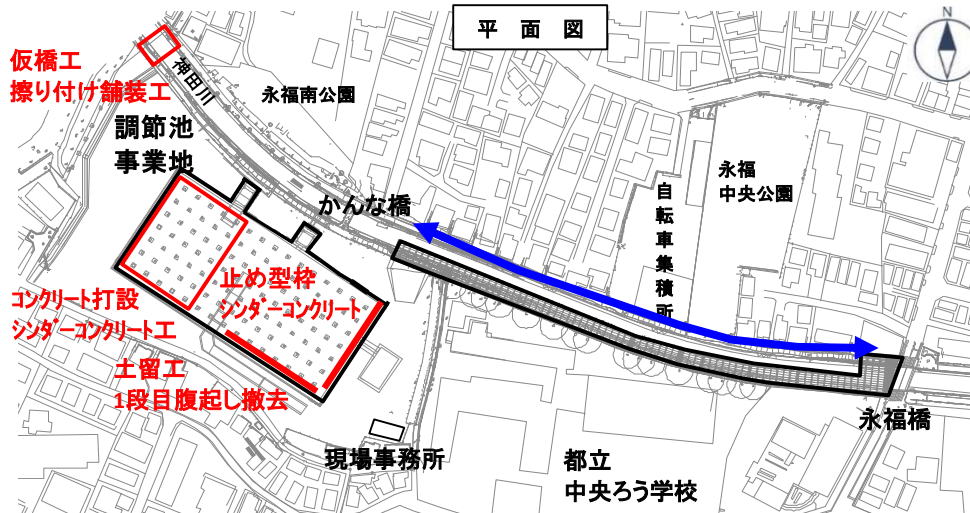 平面図
N
仮橋工
擦り付け舗装工
神田川
永福南公園
調節池
事業地
かんな橋
永福
中央公園
自転車集積所
止め型枠
シンダーコンクリート
コンクリート打設
シンダーコンクリート工
土留工
1段目腹起し撤去
永福橋
現場事務所
都立
中央ろう学校